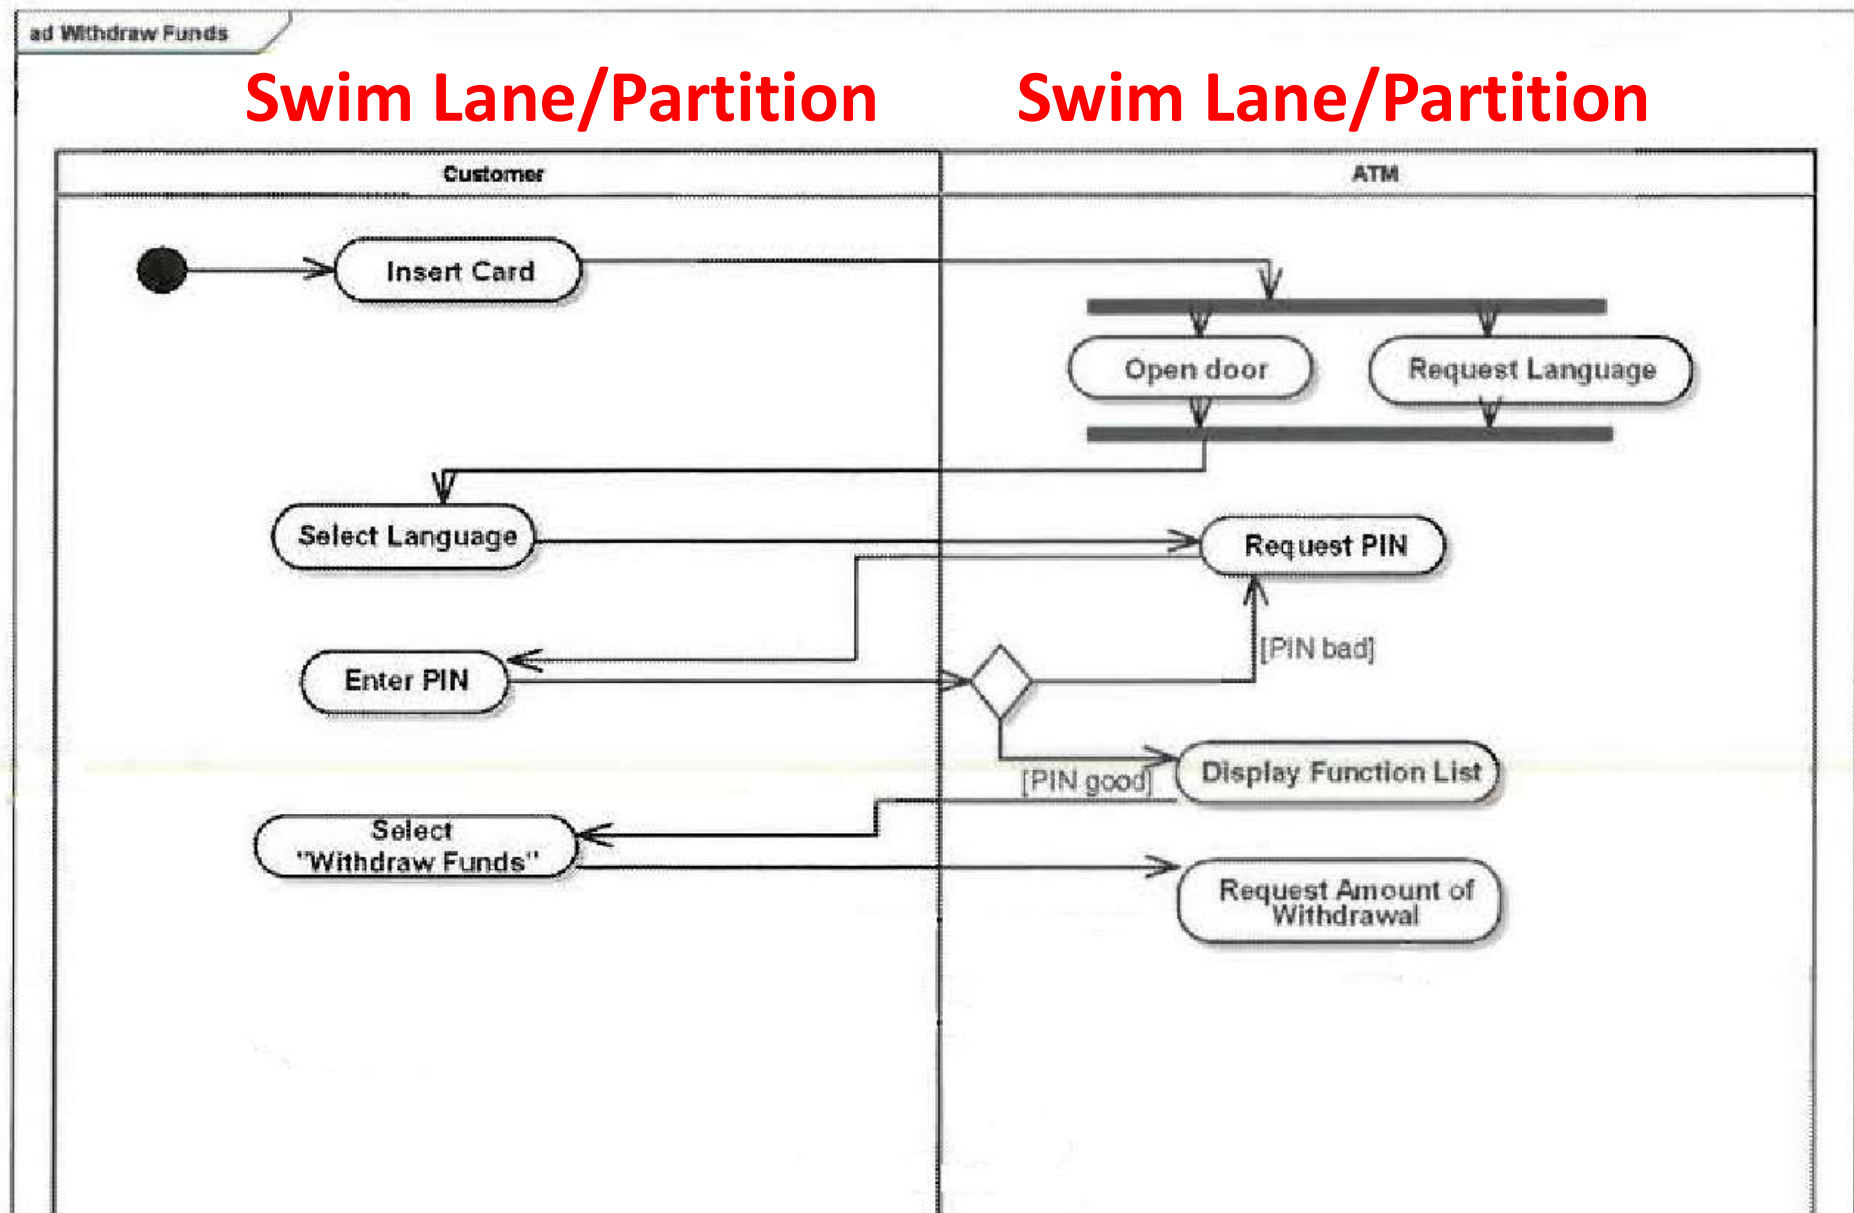 ad Withdraw Funds
Swim Lane/Partition
Swim Lane/Partition
Customer
ATM
Insert Card
Open door
Request Language
Select Language
Request PIN
[PIN bad]
Enter PIN
Display Function List
[PIN good]
Select
"Withdraw Funds"
Request Amount of
Withdrawal